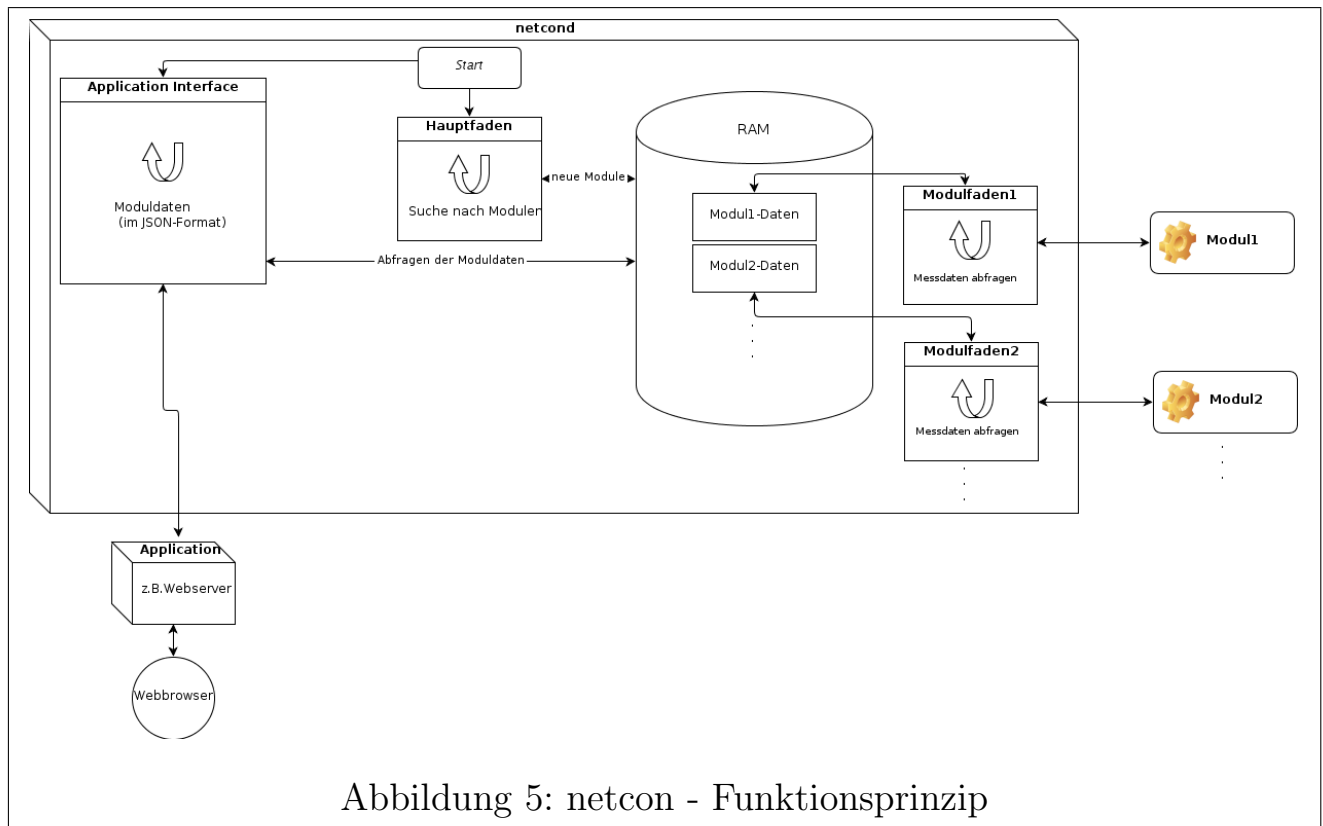 netcond
Start
Application Interface
Moduldaten
(im JSON-Format)
Hauptfaden
Suche nach Modulen
neue Module
Abfragen der Moduldaten
RAM
Modul1-Daten
Modul2-Daten
Modulfaden1
Messdaten abfragen
Modul1
Modulfaden2
Messdaten abfragen
Modul2
Application
z.B.Webserver
Webbrowser
Abbildung 5: netcon - Funktionsprinzip